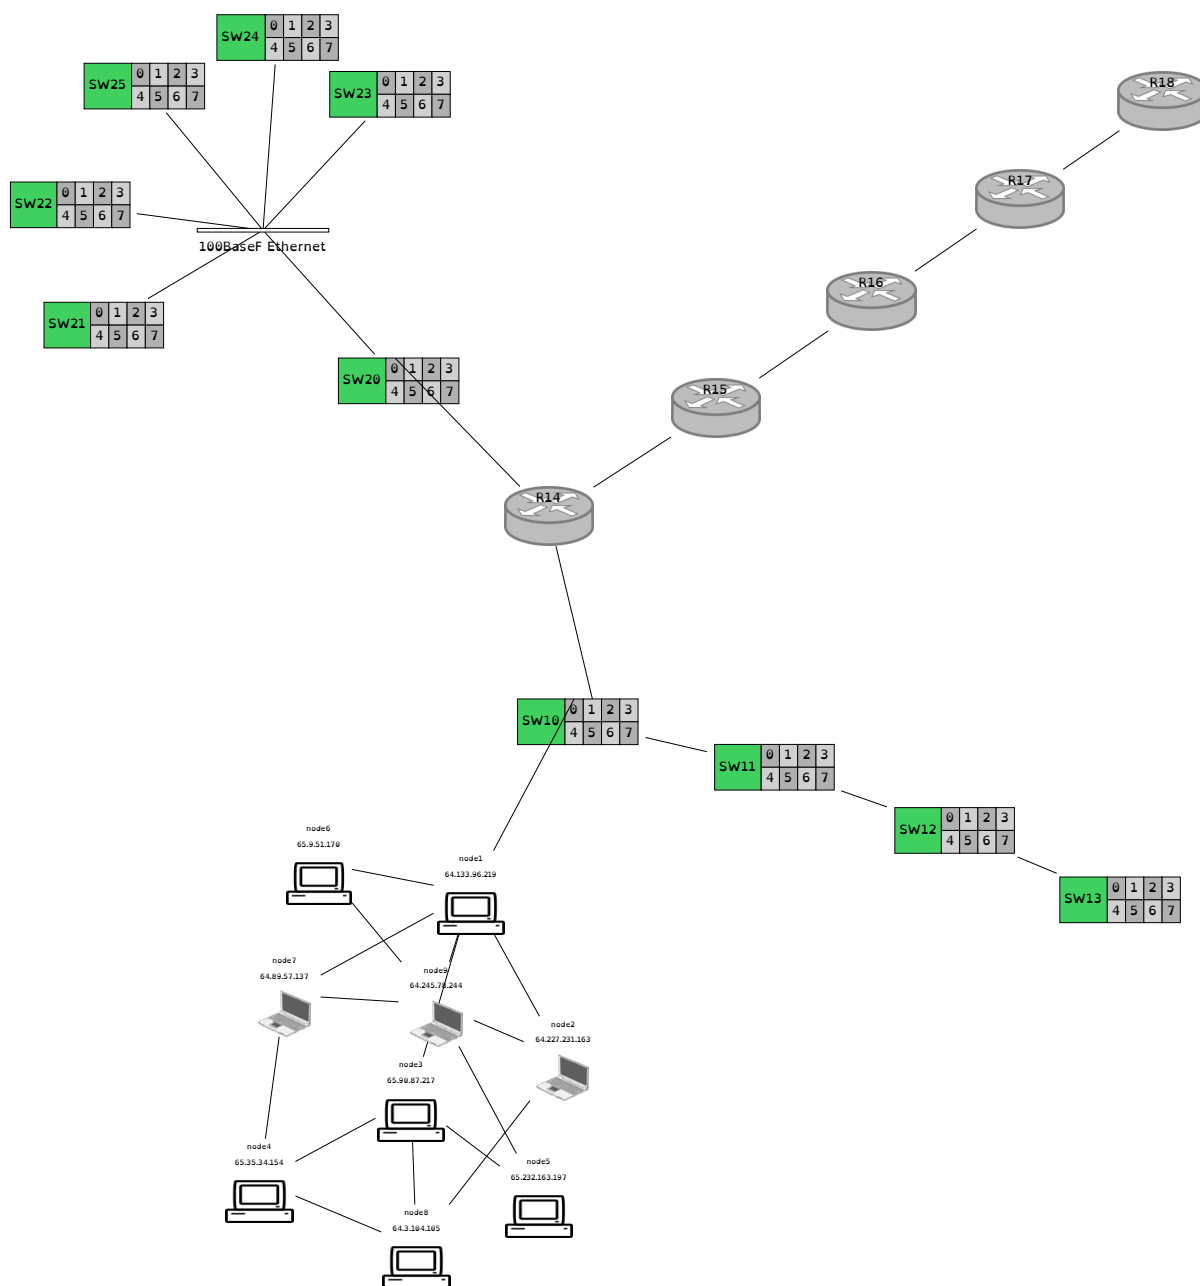 SW24
0 1 2 3
4 5 6 7
SW25
0 1 2 3
4 5 6 7
SW23
0 1 2 3
4 5 6 7
R18
R17
SW22
0 1 2 3
4 5 6 7
100BaseF Ethernet
R16
SW21
0 1 2 3
4 5 6 7
SW20
0 1 2 3
4 5 6 7
R15
R14
SW10
0 1 2 3
4 5 6 7
SW11
0 1 2 3
4 5 6 7
SW12
0 1 2 3
4 5 6 7
SW13
0 1 2 3
4 5 6 7
node6
65.9.51.170
node1
64.133.96.219
node7
64.89.57.137
node9
64.245.78.244
node2
64.227.231.163
node3
65.90.87.217
node4
65.35.34.154
node5
65.232.163.197
node8
64.3.104.105